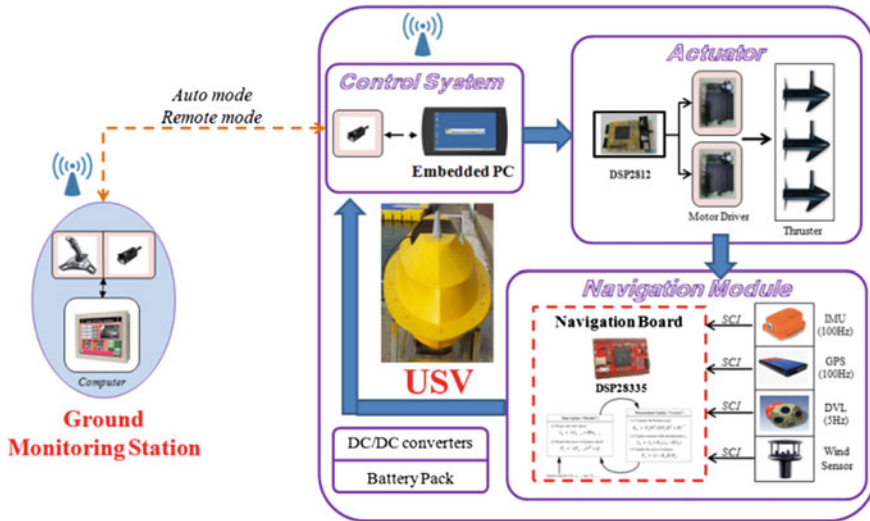 Control System
Embedded PC
Actuator
DSP2812
Motor Driver
Thruster
Auto mode
Remote mode
Computer
Ground
Monitoring Station
USV
DC/DC converters
Battery Pack
Navigation Module
Navigation Board
DSP28335
SCI
IMU
(100Hz)
SCI
GPS
(100Hz)
SCI
DVL
(5Hz)
SCI
Wind
Sensor